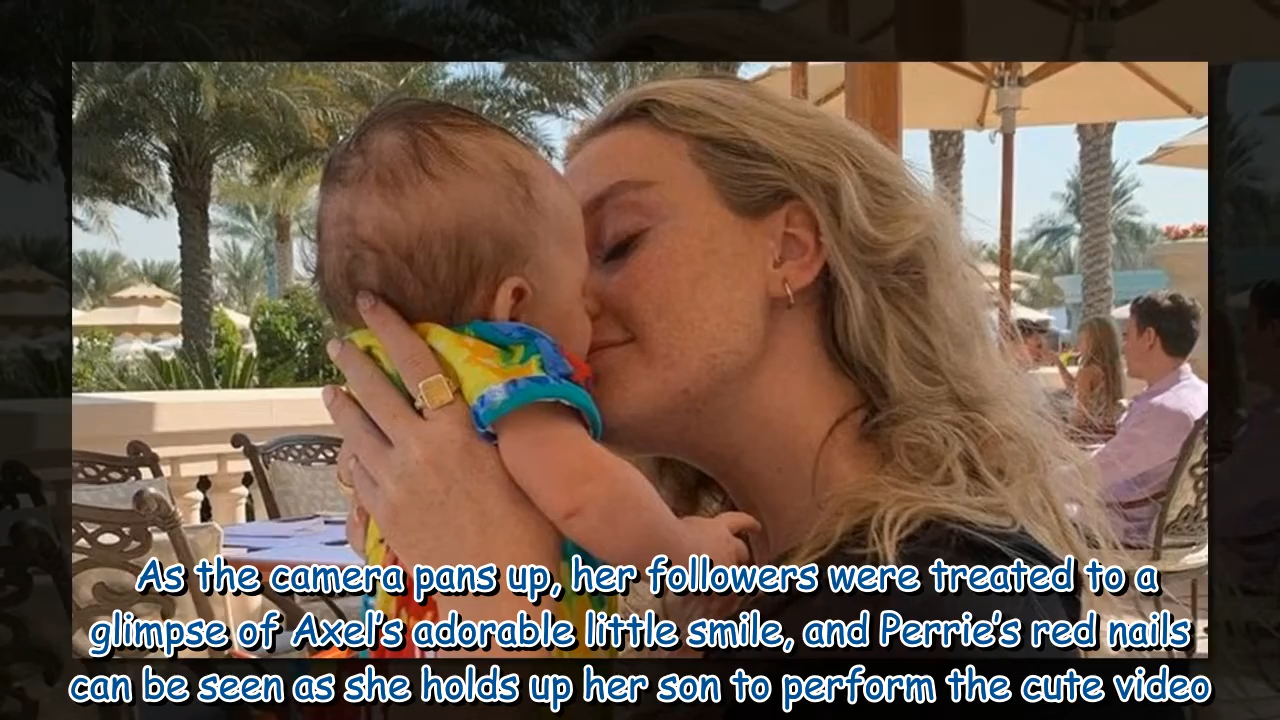 As the camera pans up, her followers were treated to a
glimpse of Axel's adorable little smile, and Perrie's red nails
can be seen as she holds up her son to perform the cute video